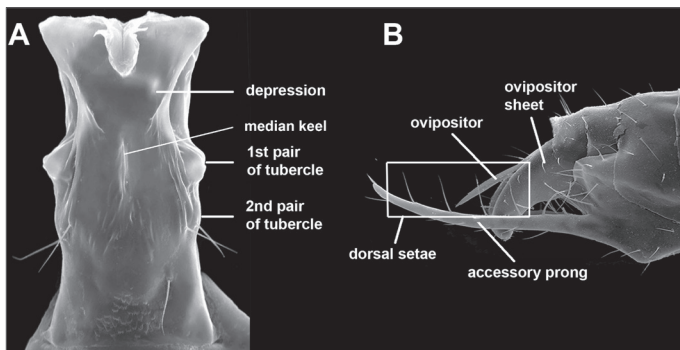 A
depression
median keel
1st pair
of tubercle
2nd pair
of tubercle
B
ovipositor
sheet
ovipositor
dorsal setae
accessory prong